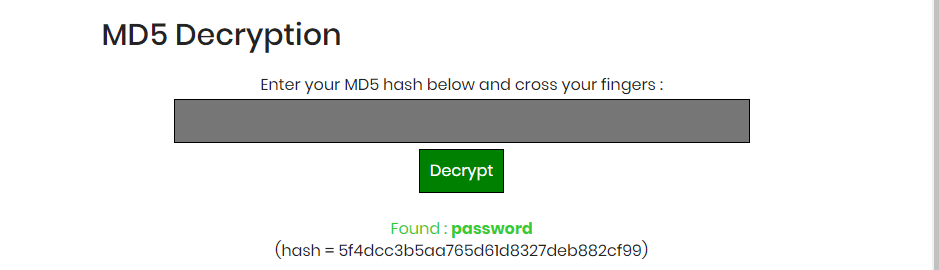 MD5 Decryption
Enter your MD5 hash below and cross your fingers :
Decrypt
Found : password
(hash = 5f4dcc3b5aa765d61d8327deb882cf99)